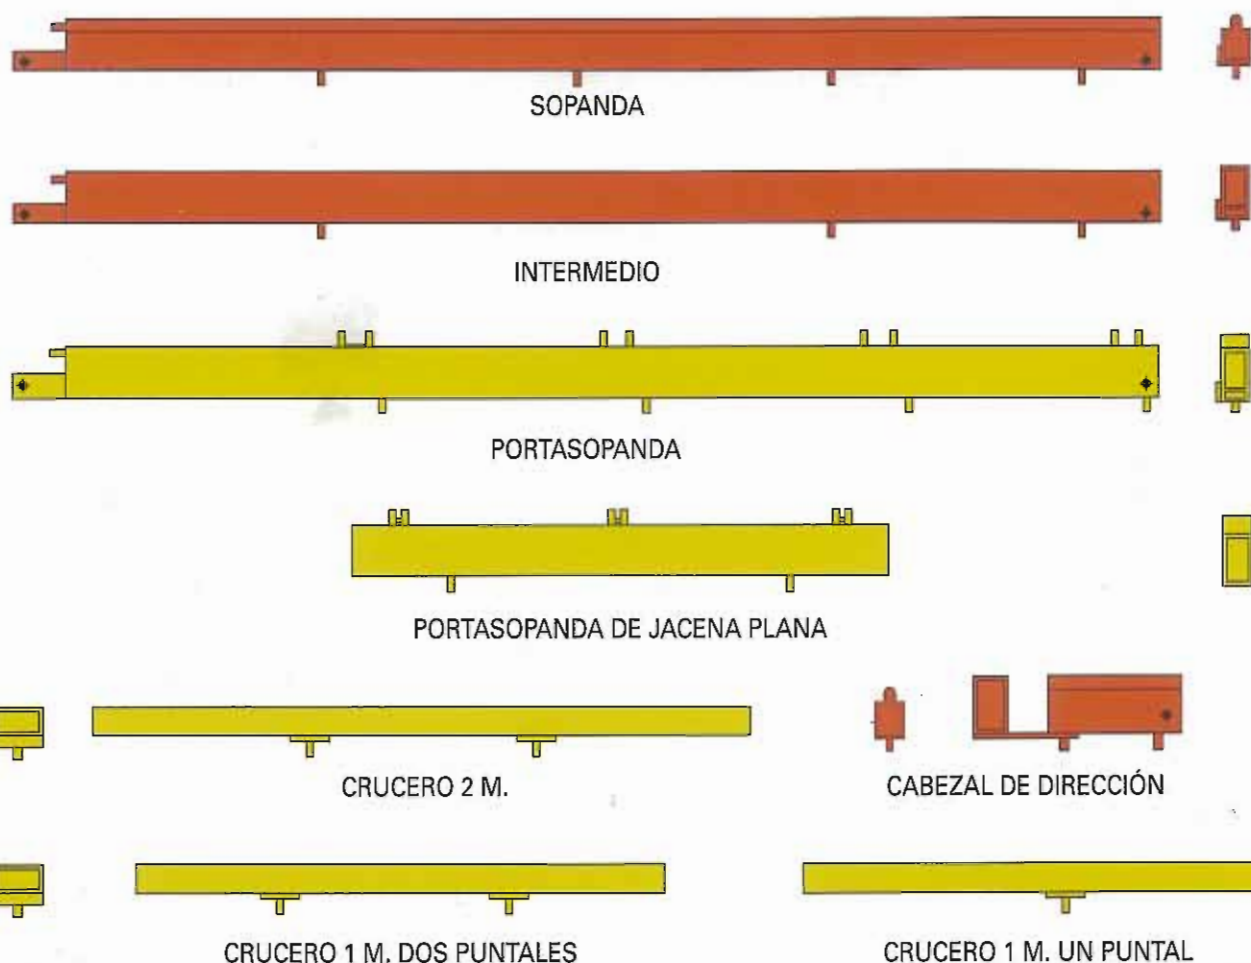 SOPANDA
INTERMEDIO
PORTASOPANDA
PORTASOPANDA DE JACENA PLANA
CRUCERO 2 M.
CABEZAL DE DIRECCIÓN
CRUCERO 1 M. DOS PUNTALES
CRUCERO 1 M. UN PUNTAL